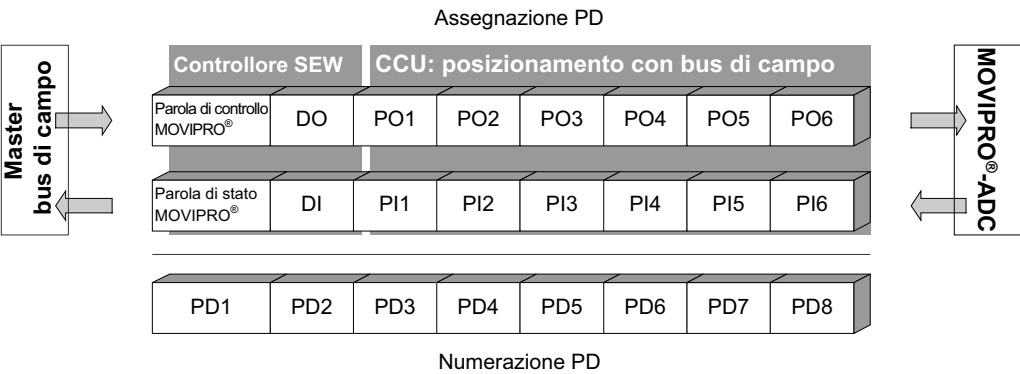 Assegnazione PD
Master
bus di campo
Controllore SEW
CCU: posizionamento con bus di campo
Parola di controllo
MOVIPRO®
DO
PO1
PO2
PO3
PO4
PO5
PO6
Parola di stato
MOVIPRO®
DI
PI1
PI2
PI3
PI4
PI5
PI6
MOVIPRO®-ADC
PD1
PD2
PD3
PD4
PD5
PD6
PD7
PD8
Numerazione PD